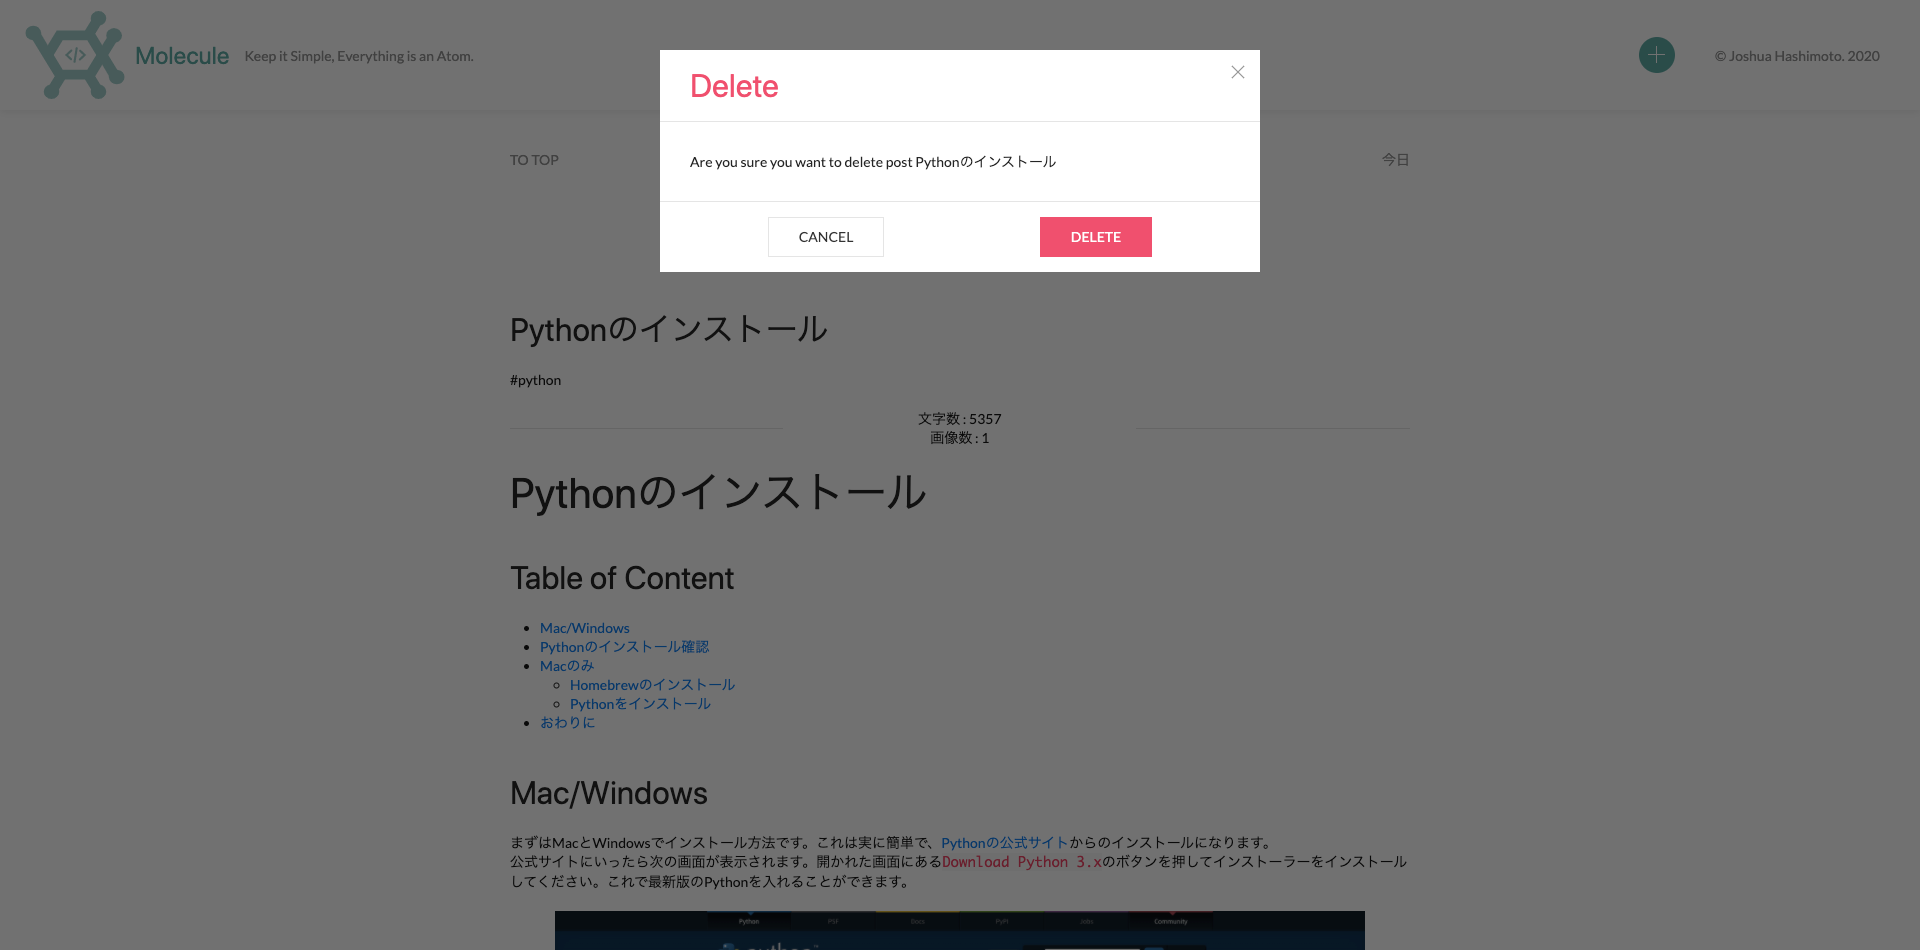 </>
Molecule
Keep it Simple, Everything is an Atom.
© Joshua Hashimoto. 2020
Delete
Are you sure you want to delete post Pythonのインストール
CANCEL
DELETE
TO TOP
今日
Pythonのインストール
#python
文字数 : 5357
画像数 : 1
Pythonのインストール
Table of Content
Mac/Windows
Pythonのインストール確認
Macのみ
Homebrewのインストール
Pythonをインストール
おわりに
Mac/Windows
まずはMacとWindowsでインストール方法です。これは実に簡単で、Pythonの公式サイトからのインストールになります。
公式サイトにいったら次の画面が表示されます。開かれた画面にあるDownload Python 3.xのボタンを押してインストーラーをインストール
してください。これで最新版のPythonを入れることができます。
Python PSF Docs PyPI Jobs Community
python